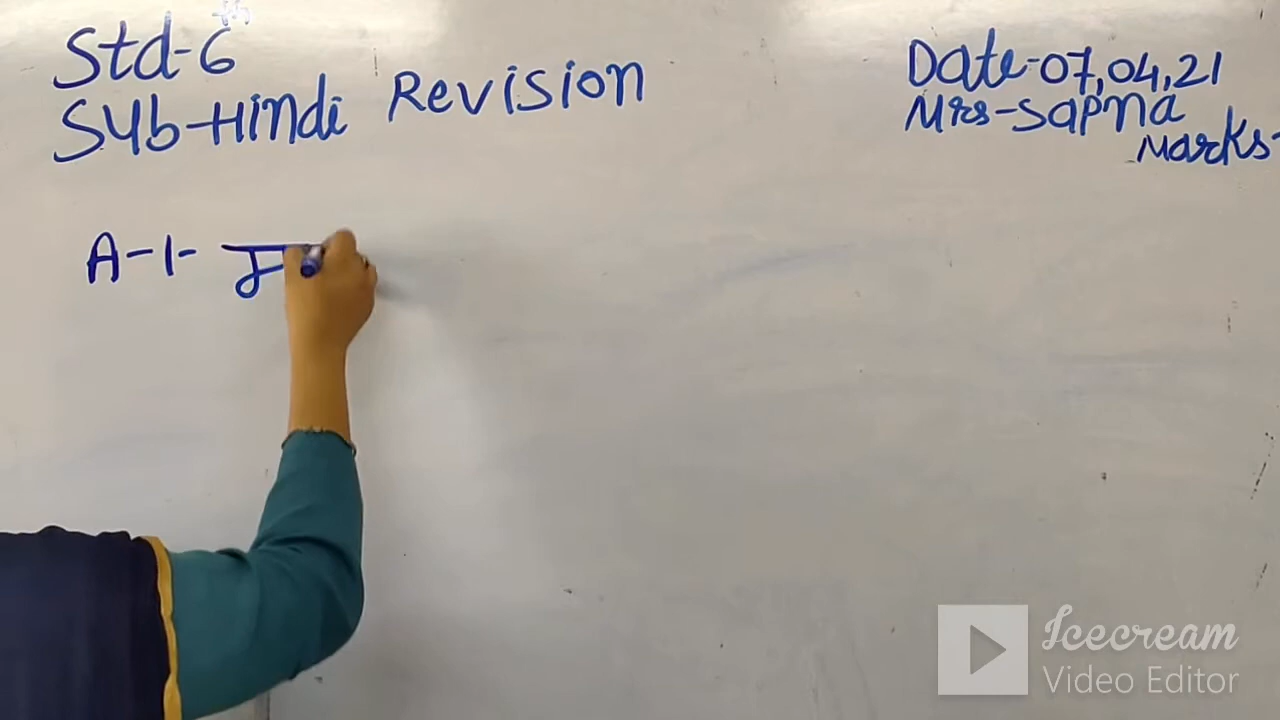 Std-6th
Sub-Hindi Revision
Date-07,04,21
Mrs-Sapna
Marks-
A-1-
Icecream
Video Editor